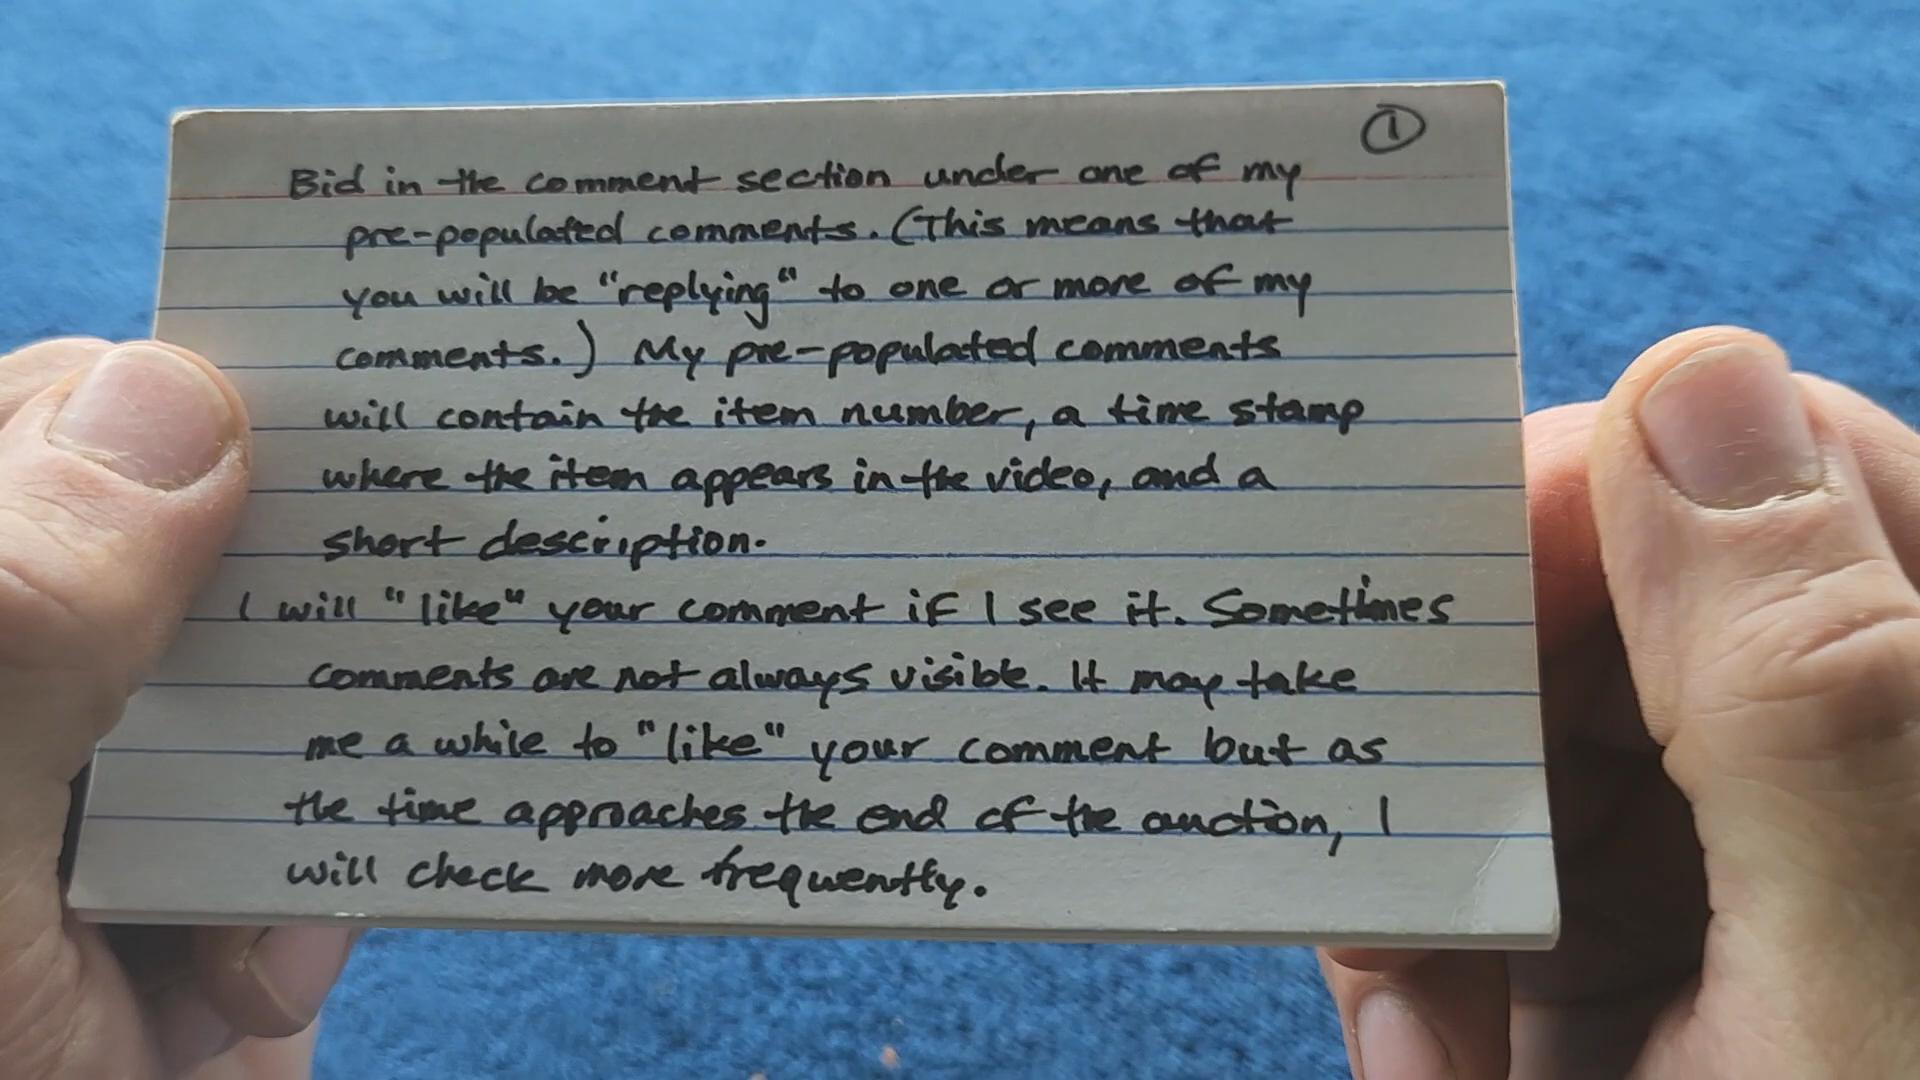 ①
Bid in the comment section under one of my
pre-populated comments. (This means that
you will be "replying" to one or more of my
comments.) My pre-populated comments
will contain the item number, a time stamp
where the item appears in the video, and a
short description.
I will "like" your comment if I see it. Sometimes
comments are not always visible. It may take
me a while to "like" your comment but as
the time approaches the end of the auction, I
will check more frequently.